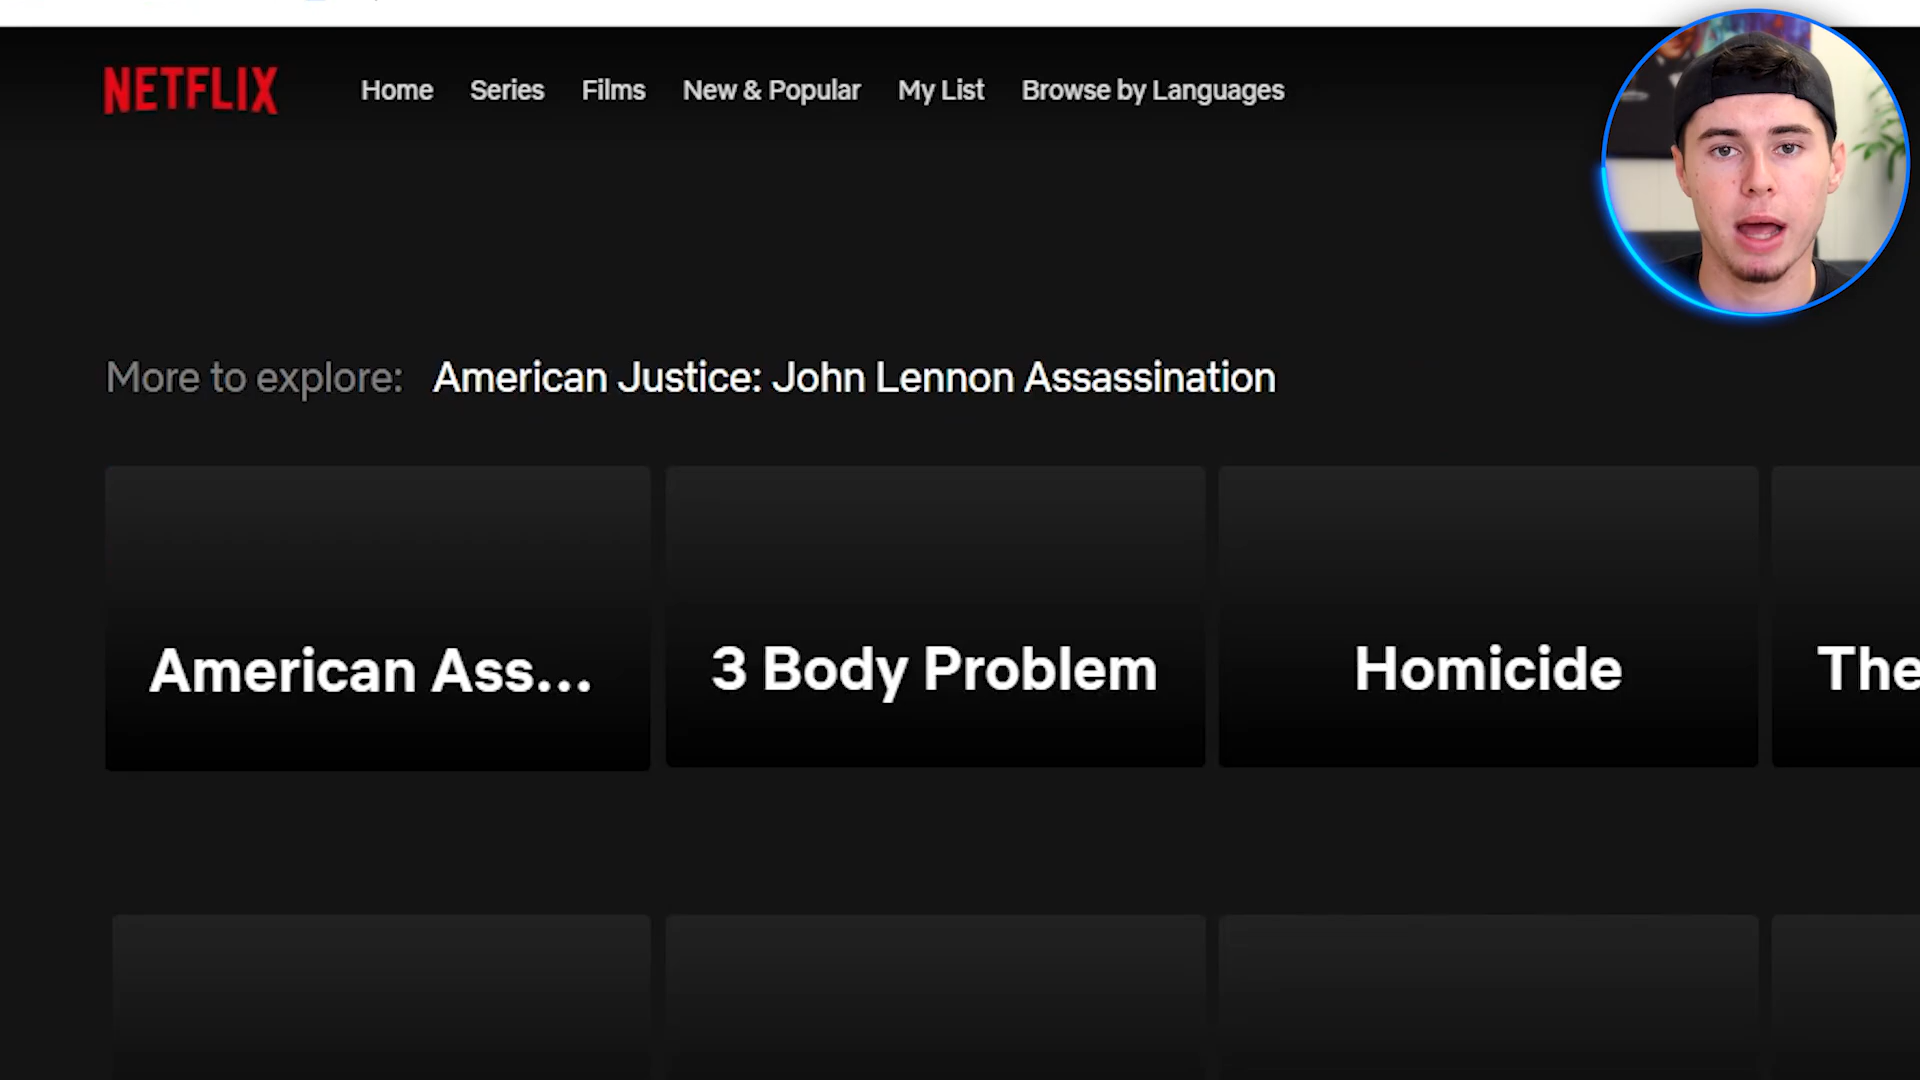 NETFLIX Home Series Films New & Popular My List Browse by Languages
More to explore: American Justice: John Lennon Assassination
American Ass... 3 Body Problem Homicide The